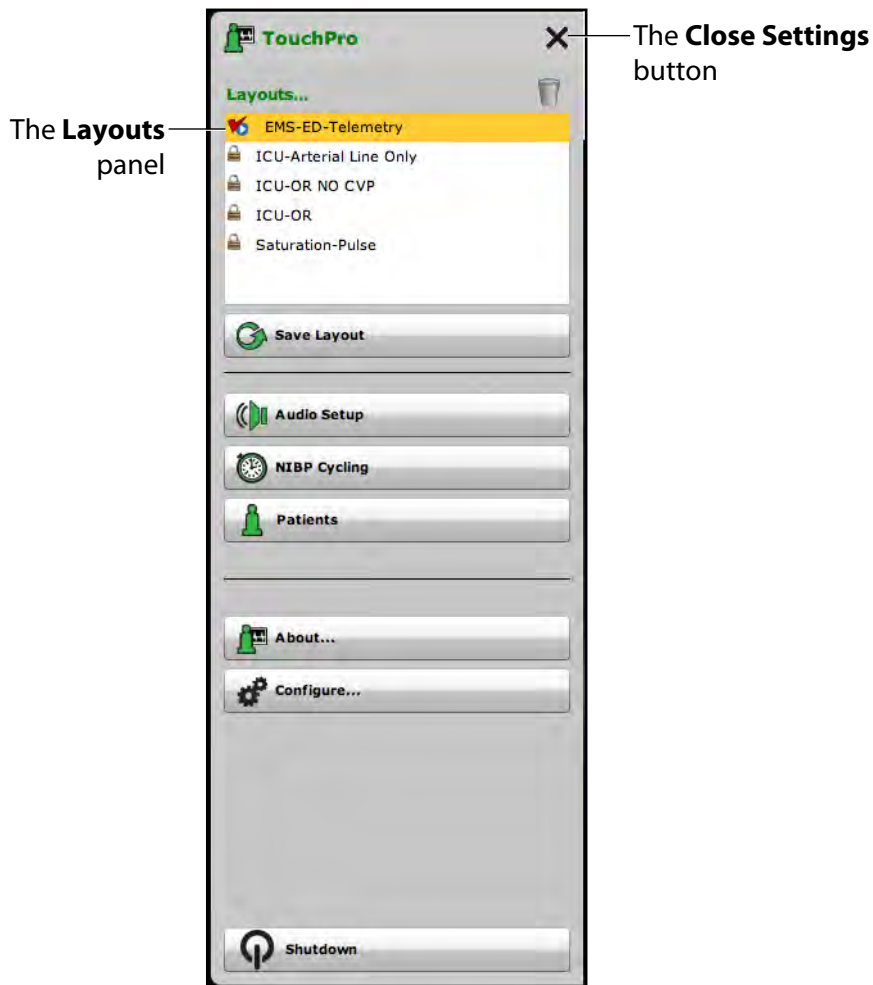 TouchPro
The Close Settings
button
Layouts...
The Layouts
panel
EMS-ED-Telemetry
ICU-Arterial Line Only
ICU-OR NO CVP
ICU-OR
Saturation-Pulse
Save Layout
Audio Setup
NIBP Cycling
Patients
About...
Configure...
Shutdown